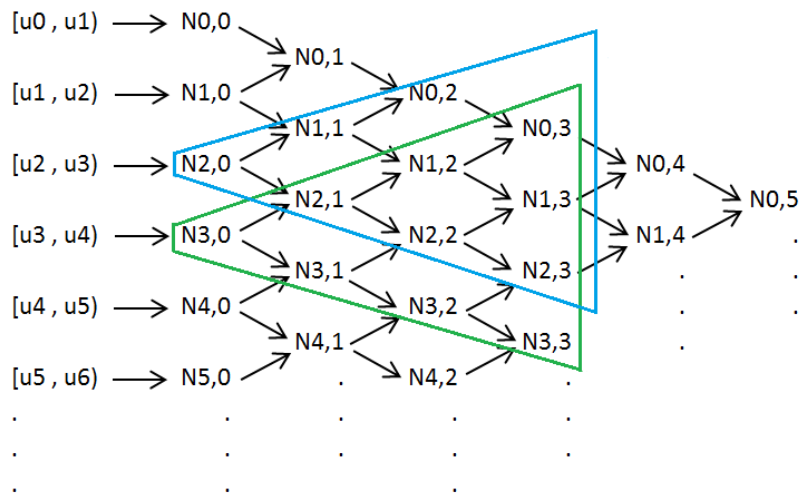 [u0 , u1) N0,0
N0,1
[u1 , u2) N1,0 N0,2
N1,1 N0,3
[u2 , u3) N2,0 N1,2 N0,4
N2,1 N1,3 N0,5
[u3 , u4) N3,0 N2,2 N1,4 .
N3,1 N2,3 . .
[u4 , u5) N4,0 N3,2 . .
N4,1 N3,3 .
[u5 , u6) N5,0 . N4,2 .
. . . . .
. . . . .
. . .